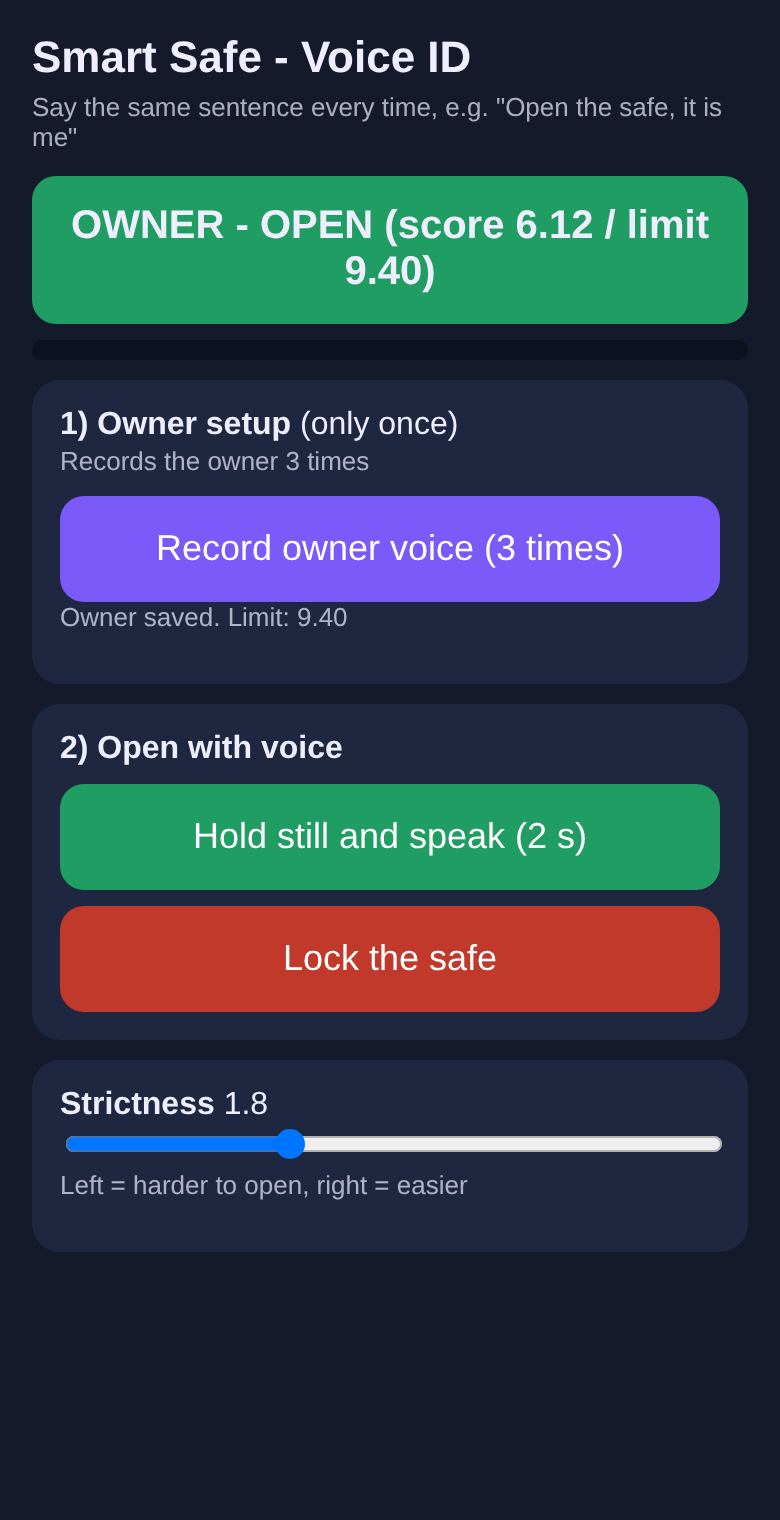 Smart Safe - Voice ID
Say the same sentence every time, e.g. "Open the safe, it is
me"
OWNER - OPEN (score 6.12 / limit
9.40)
1) Owner setup (only once)
Records the owner 3 times
Record owner voice (3 times)
Owner saved. Limit: 9.40
2) Open with voice
Hold still and speak (2 s)
Lock the safe
Strictness 1.8
Left = harder to open, right = easier